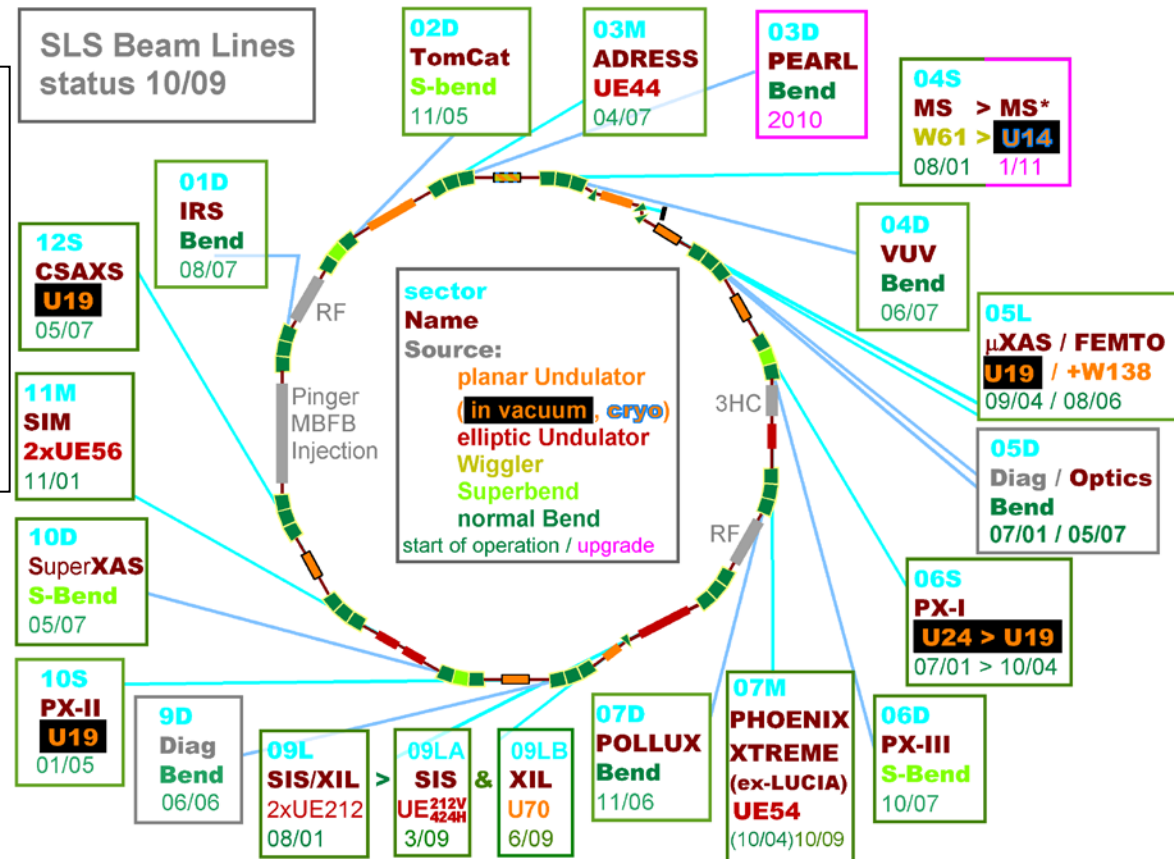 SLS Beam Lines
status 10/09
02D
TomCat
S-bend
11/05
03M
ADRESS
UE44
04/07
03D
PEARL
Bend
2010
04S
MS > MS*
W61 > U14
08/01 1/11
01D
IRS
Bend
08/07
12S
CSAXS
U19
05/07
04D
VUV
Bend
06/07
RF
sector
Name
Source:
planar Undulator
(in vacuum, cryo)
elliptic Undulator
Wiggler
Superbend
normal Bend
start of operation / upgrade
05L
µXAS / FEMTO
U19 / +W138
09/04 / 08/06
11M
SIM
2xUE56
11/01
Pinger
MBFB
Injection
3HC
05D
Diag / Optics
Bend
07/01 / 05/07
10D
SuperXAS
S-Bend
05/07
RF
06S
PX-I
U24 > U19
07/01 > 10/04
10S
PX-II
U19
01/05
9D
Diag
Bend
06/06
09L
SIS/XIL
2xUE212
08/01
>
09LA
SIS
UE212V
424H
3/09
&
09LB
XIL
U70
6/09
07D
POLLUX
Bend
11/06
07M
PHOENIX
XTREME
(ex-LUCIA)
UE54
(10/04)10/09
06D
PX-III
S-Bend
10/07